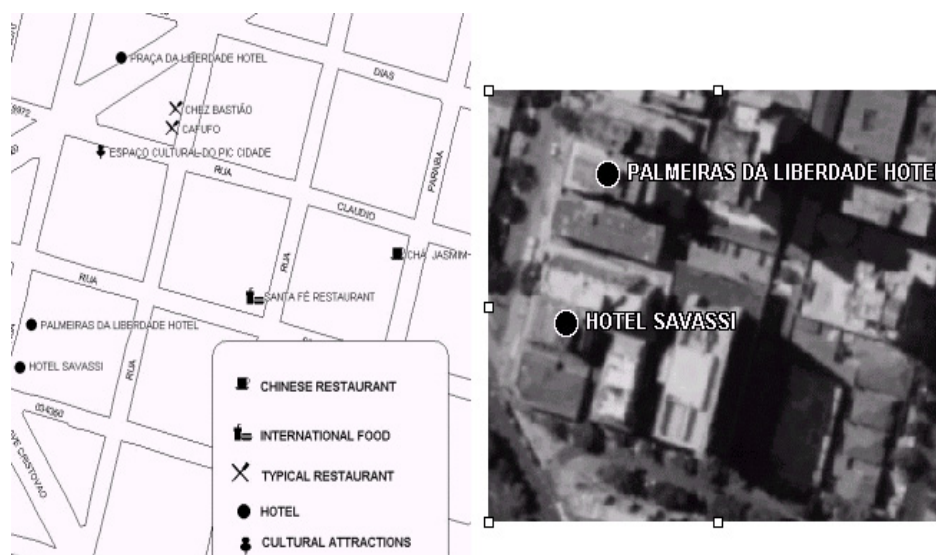 PRAÇA DA LIBERDADE HOTEL
DIAS
CHEZ BASTIÃO
CAFUFO
ESPAÇO CULTURAL DO PIC CIDADE
RUA
PARAIBA
CLAUDIO
CHÁ JASMIM
RUA
RUA
SANTA FÉ RESTAURANT
PALMEIRAS DA LIBERDADE HOTEL
HOTEL SAVASSI
RUA
AVE CRISTOVAO
CHINESE RESTAURANT
INTERNATIONAL FOOD
TYPICAL RESTAURANT
HOTEL
CULTURAL ATTRACTIONS
PALMEIRAS DA LIBERDADE HOTEL
HOTEL SAVASSI